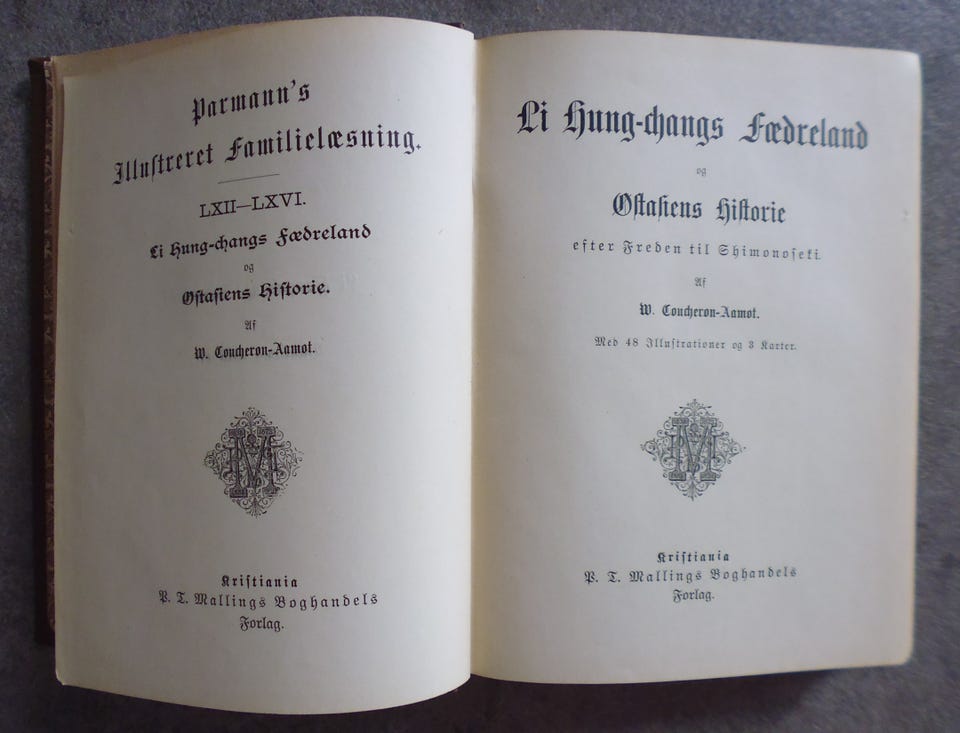 Parmann's
Illustreret Familielæsning.
LXII—LXVI.
Li Hung-changs Fædreland
og
Østasiens Historie.
Af
W. Coucheron-Aamot.
M
Kristiania
P. T. Mallings Boghandels
Forlag.
Li Hung-changs Fædreland
og
Østasiens Historie
efter Freden til Shimonoseki.
Af
W. Coucheron-Aamot.
Med 48 Illustrationer og 3 Karter.
M
Kristiania
P. T. Mallings Boghandels
Forlag.